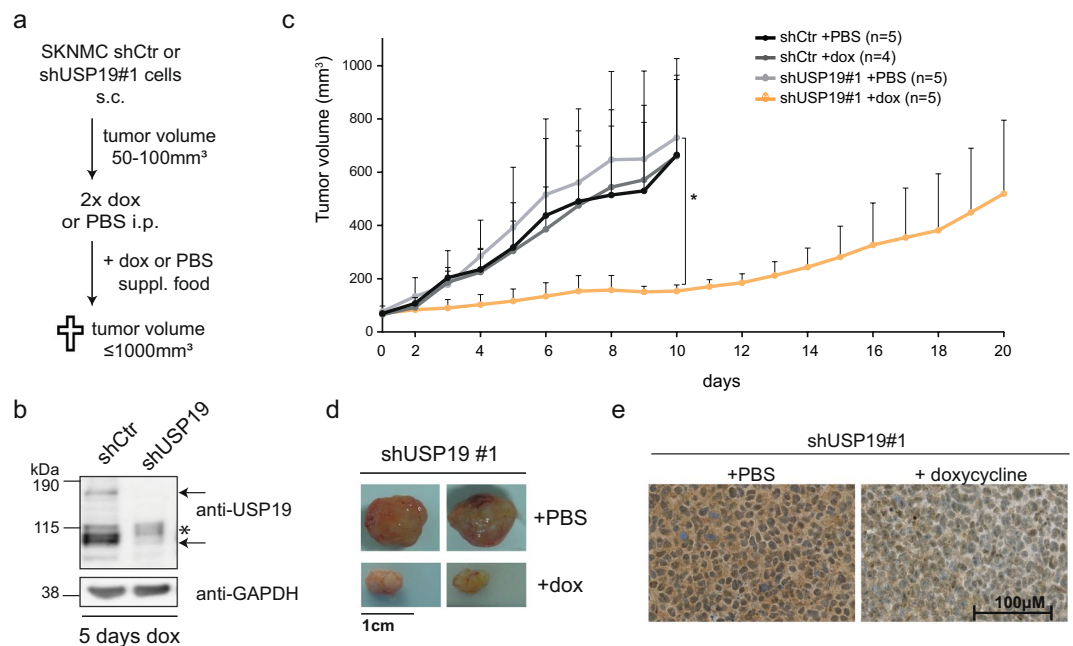 a
SKNMC shCtr or
shUSP19#1 cells
s.c.
tumor volume
50-100mm³
2x dox
or PBS i.p.
+ dox or PBS
suppl. food
tumor volume
≤1000mm³
b
shCtr
shUSP19
kDa
190
115
38
anti-USP19
*
anti-GAPDH
5 days dox
c
shCtr +PBS (n=5)
shCtr +dox (n=4)
shUSP19#1 +PBS (n=5)
shUSP19#1 +dox (n=5)
Tumor volume (mm³)
1000
800
600
400
200
0
*
0 2 4 6 8 10 12 14 16 18 20
days
d
shUSP19 #1
+PBS
+dox
1cm
e
shUSP19#1
+PBS
+ doxycycline
100µM